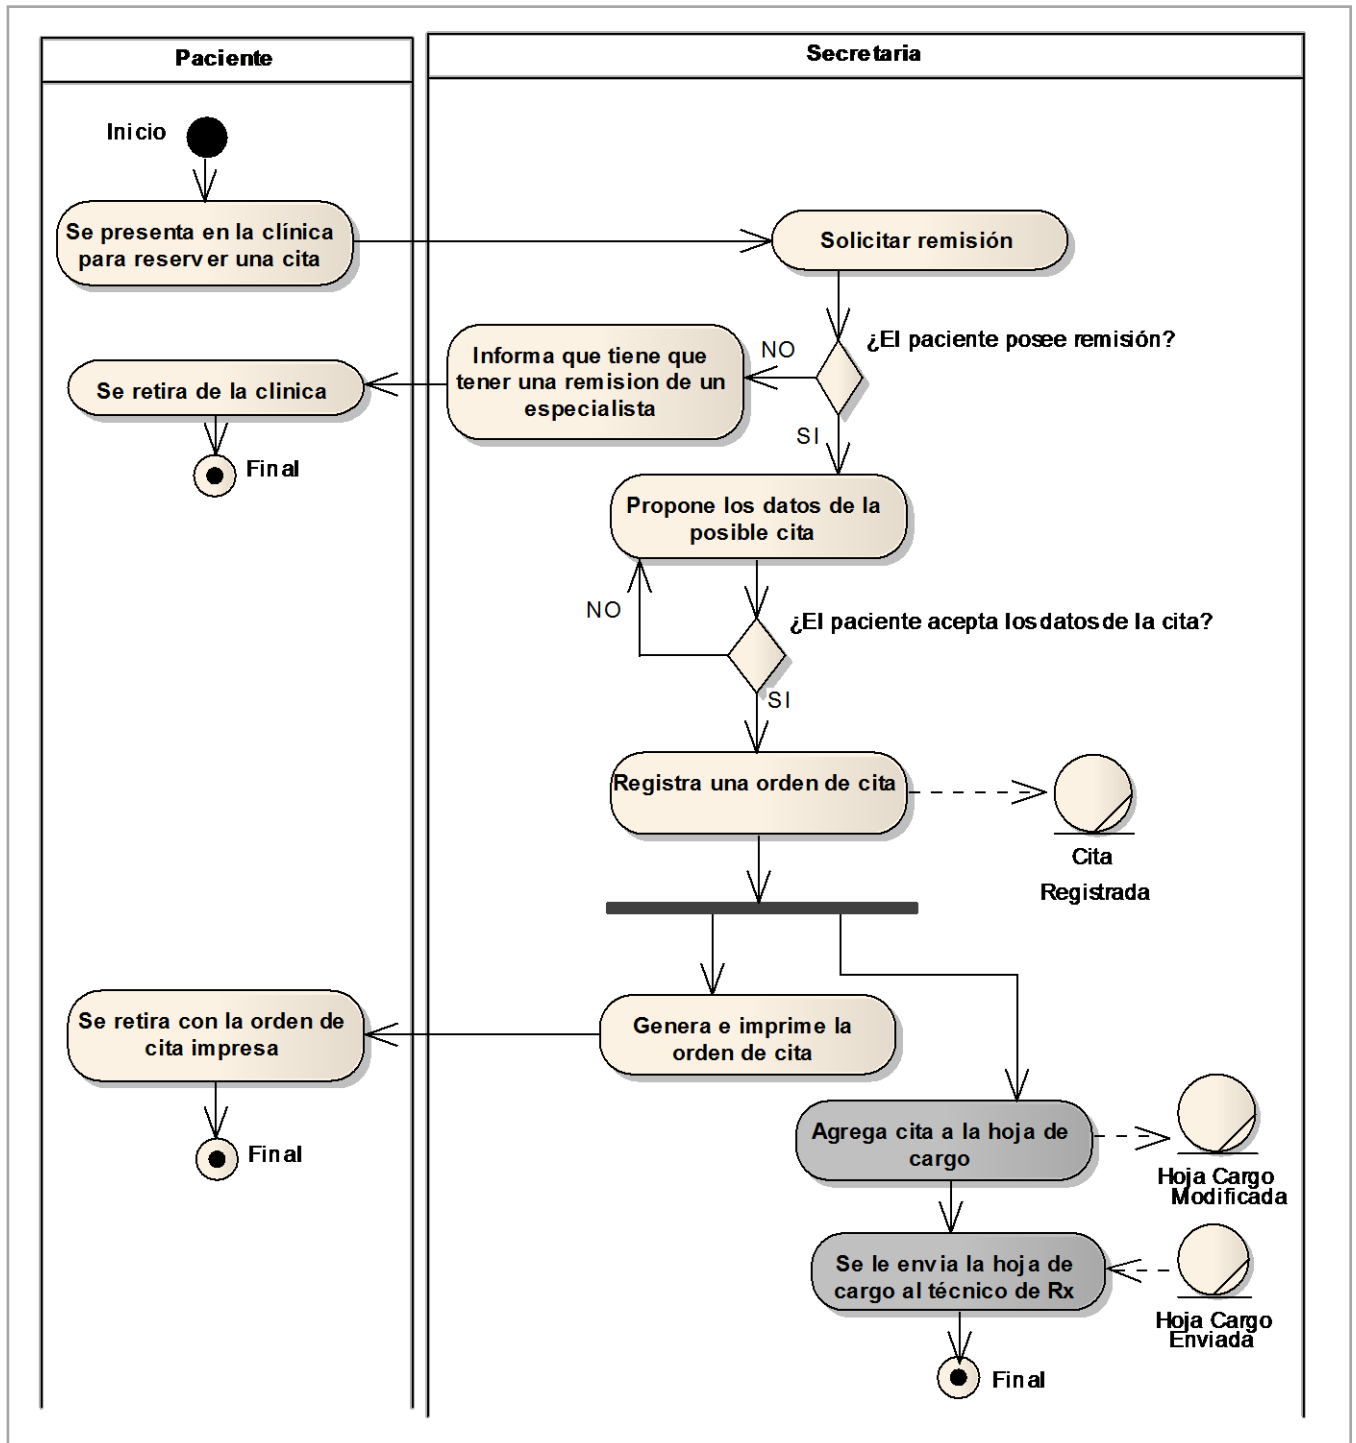 Paciente
Secretaria
Inicio
Se presenta en la clínica
para reserver una cita
Solicitar remisión
¿El paciente posee remisión?
NO
Informa que tiene que
tener una remision de un
especialista
Se retira de la clinica
Final
SI
Propone los datos de la
posible cita
NO
¿El paciente acepta los datos de la cita?
SI
Registra una orden de cita
Cita
Registrada
Genera e imprime la
orden de cita
Se retira con la orden de
cita impresa
Final
Agrega cita a la hoja de
cargo
Hoja Cargo
Modificada
Se le envia la hoja de
cargo al técnico de Rx
Hoja Cargo
Enviada
Final